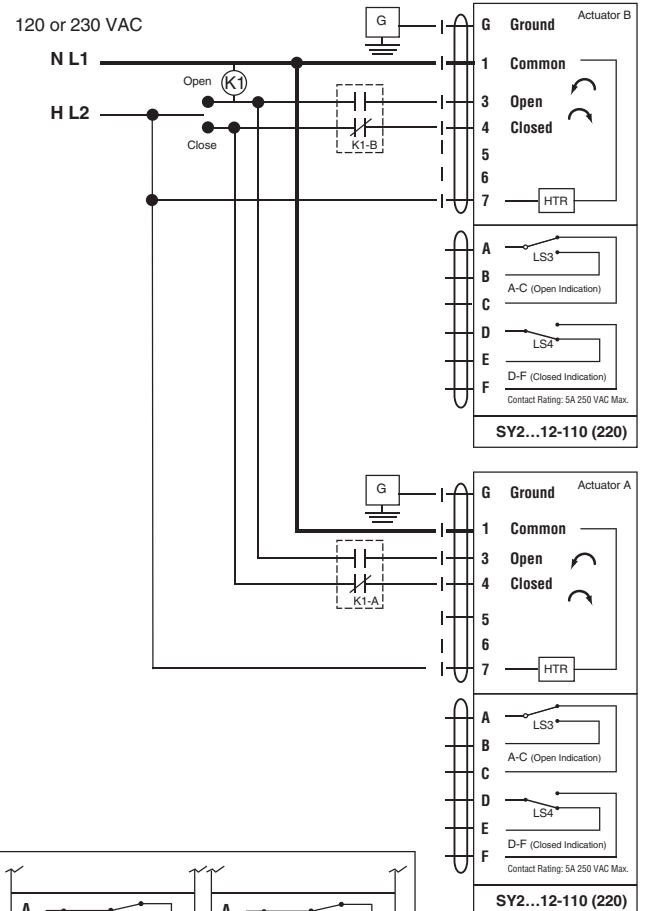 120 or 230 VAC
N L1
H L2
Open
K1
Close
K1-B
G
G Ground
Actuator B
1 Common
3 Open
4 Closed
5
6
7
HTR
A
LS3
B
A-C (Open Indication)
C
D
LS4
E
D-F (Closed Indication)
F
Contact Rating: 5A 250 VAC Max.
SY2…12-110 (220)
G
G Ground
Actuator A
1 Common
3 Open
4 Closed
K1-A
5
6
7
HTR
A
LS3
B
A-C (Open Indication)
C
D
LS4
E
D-F (Closed Indication)
F
Contact Rating: 5A 250 VAC Max.
SY2…12-110 (220)
A
A